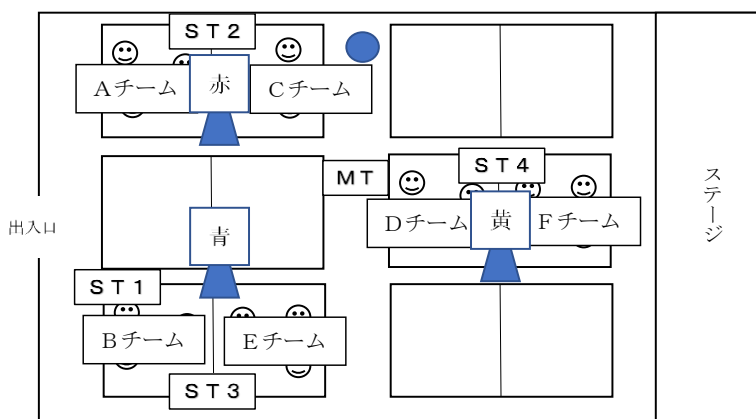 ＳＴ２
Ａチーム
赤
Ｃチーム
ＭＴ
ＳＴ４
Ｄチーム
黄
Ｆチーム
ステージ
出入口
青
ＳＴ１
Ｂチーム
Ｅチーム
ＳＴ３